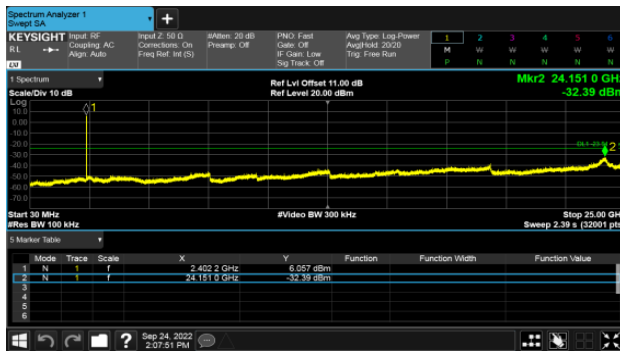 Spectrum Analyzer 1
Swept SA
KEYSIGHT Input: RF Input Z: 50 Ω #Atten: 20 dB PNO: Fast Avg Type: Log-Power 1 2 3 4 5 6
RL Coupling: AC Corrections: On Preamp: Off Gate: Off Avg|Hold: 20/20 M W W W W W
Align: Auto Freq Ref: Int (S) IF Gain: Low Trig: Free Run
LXI Sig Track: Off P N N N N N
1 Spectrum Ref Lvl Offset 11.00 dB Mkr2 24.151 0 GHz
Scale/Div 10 dB Ref Level 20.00 dBm -32.39 dBm
Log
10.0
0.00
-10.0
-20.0
-30.0
-40.0
-50.0
-60.0
-70.0
1
2
Start 30 MHz #Video BW 300 kHz Stop 25.00 GH
#Res BW 100 kHz Sweep 2.39 s (32001 pts
5 Marker Table
Mode Trace Scale X Y Function Function Width Function Value
1 N 1 f 2.402 2 GHz 6.057 dBm
2 N 1 f 24.151 0 GHz -32.39 dBm
3
4
5
6
? Sep 24, 2022
2:07:51 PM